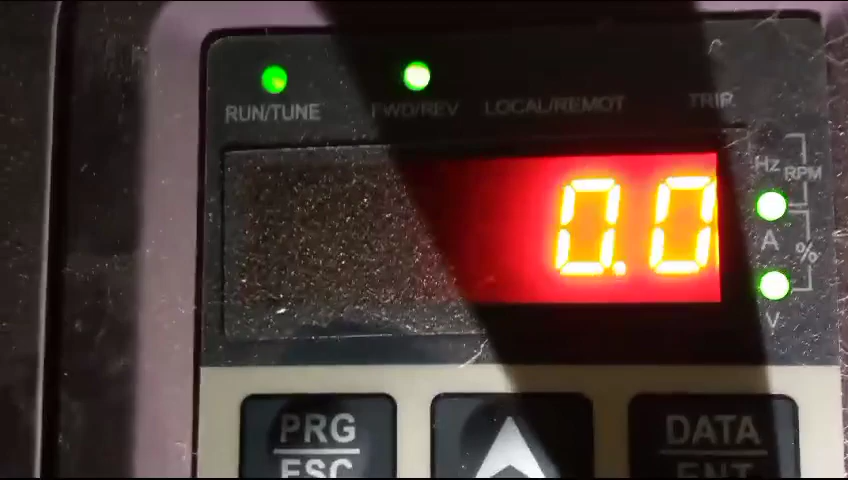 RUN/TUNE FWD/REV LOCAL/REMOT TRIP
Hz RPM
0.0
A %
V
PRG DATA
ESC ENT